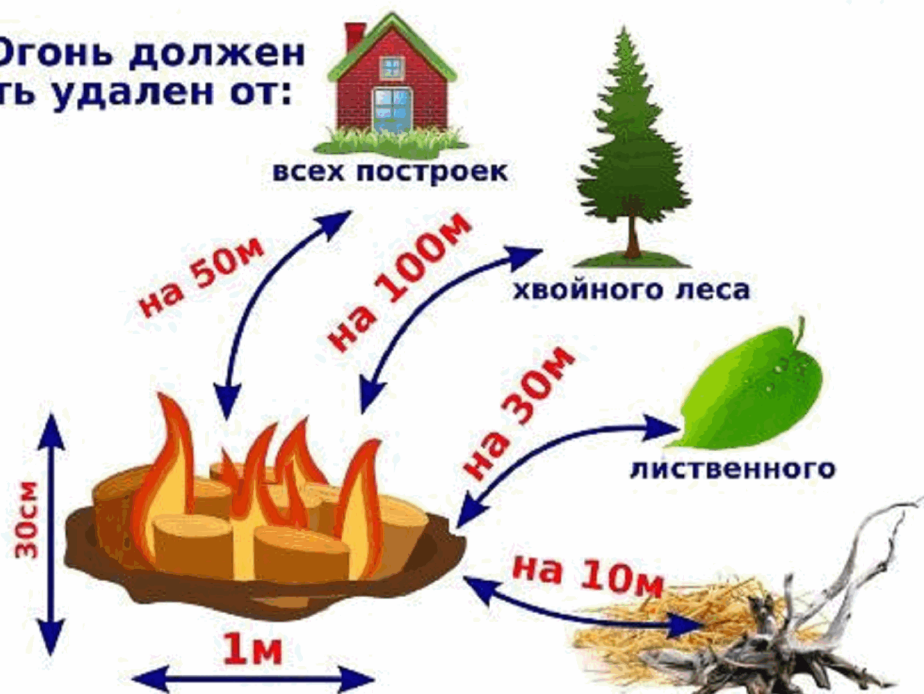 Огонь должен
ть удален от:
всех построек
на 50м
на 100м
хвойного леса
на 30м
лиственного
30см
на 10м
1м